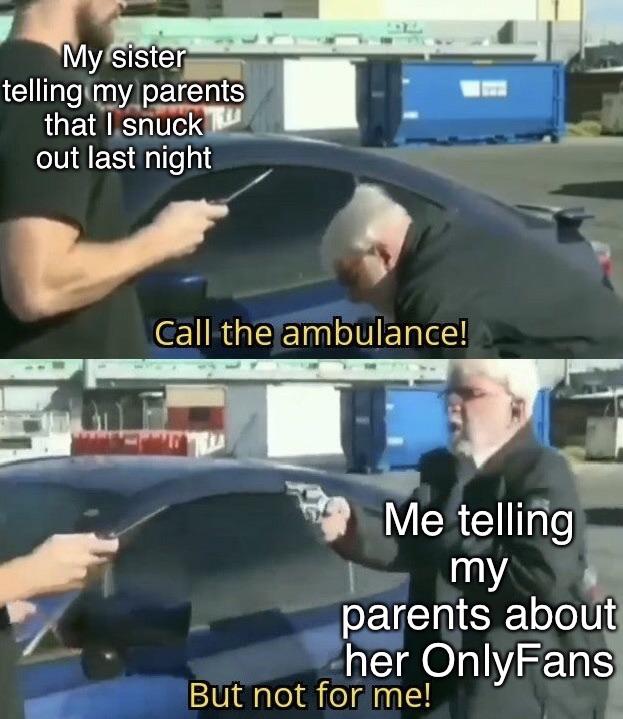 My sister
telling my parents
that I snuck
out last night
Call the ambulance!
Me telling
my
parents about
her OnlyFans
But not for me!